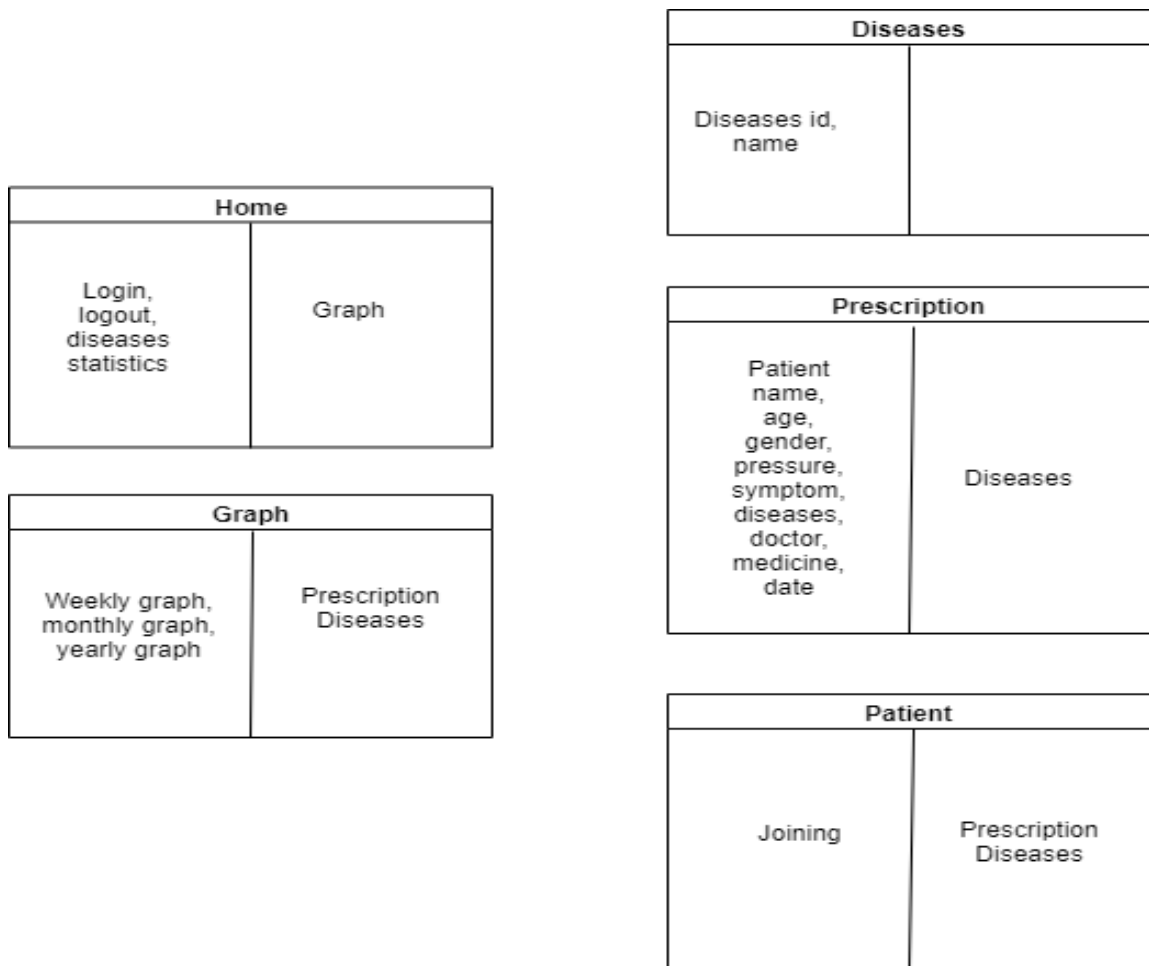 Home
Login,
logout,
diseases
statistics
Graph
Graph
Weekly graph,
monthly graph,
yearly graph
Prescription
Diseases
Diseases
Diseases id,
name
Prescription
Patient
name,
age,
gender,
pressure,
symptom,
diseases,
doctor,
medicine,
date
Diseases
Patient
Joining
Prescription
Diseases